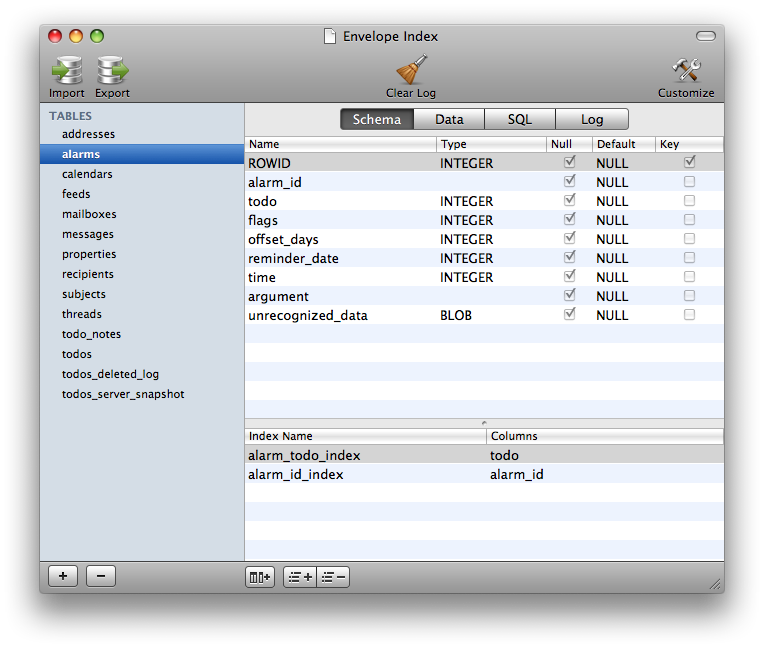 Envelope Index
Import Export Clear Log Customize
TABLES
addresses
alarms
calendars
feeds
mailboxes
messages
properties
recipients
subjects
threads
todo_notes
todos
todos_deleted_log
todos_server_snapshot
Schema Data SQL Log
Name Type Null Default Key
ROWID INTEGER NULL
alarm_id NULL
todo INTEGER NULL
flags INTEGER NULL
offset_days INTEGER NULL
reminder_date INTEGER NULL
time INTEGER NULL
argument NULL
unrecognized_data BLOB NULL
Index Name Columns
alarm_todo_index todo
alarm_id_index alarm_id